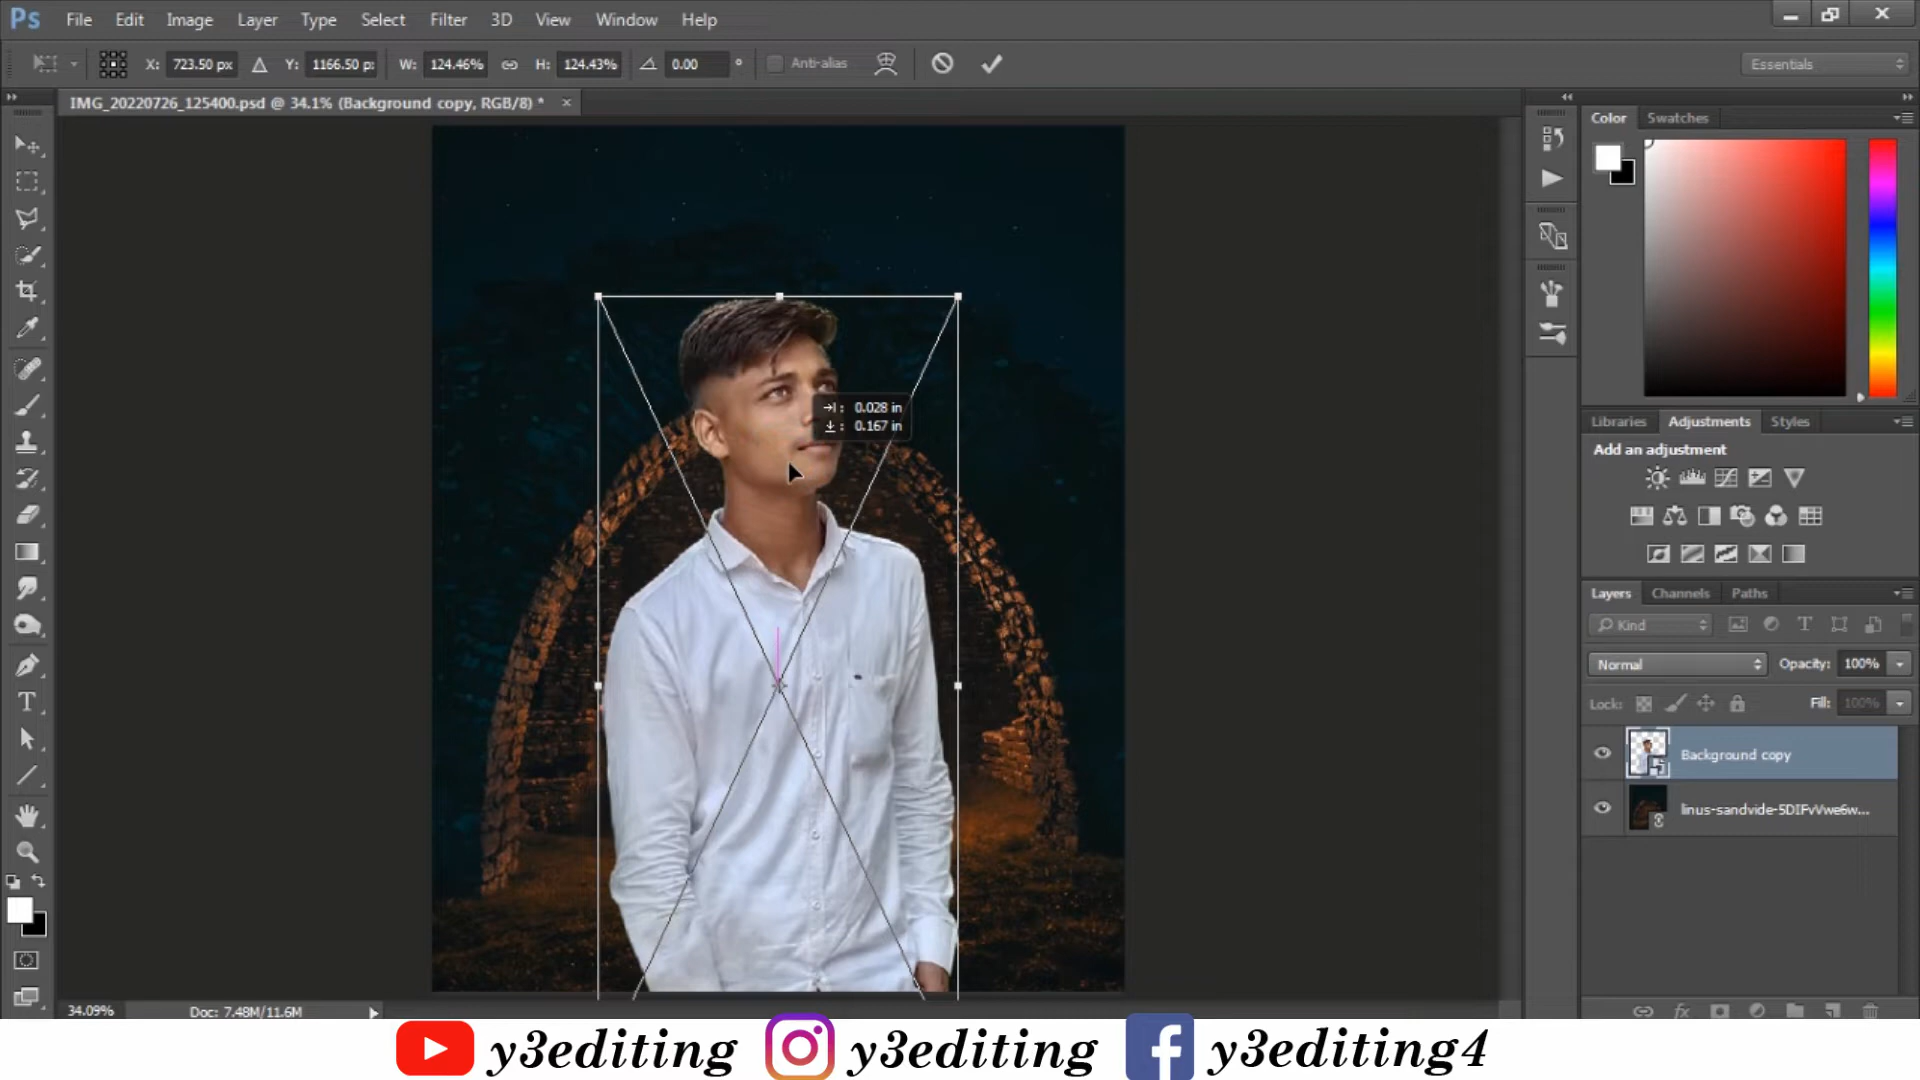 Ps File Edit Image Layer Type Select Filter 3D View Window Help
X: 723.50 px Y: 1166.50 p: W: 124.46% H: 124.43% 0.00 ° Anti-alias Essentials
IMG_20220726_125400.psd @ 34.1% (Background copy, RGB/8) * ×
Color Swatches
0.028 in
0.167 in
Libraries Adjustments Styles
Add an adjustment
Layers Channels Paths
Kind
Normal Opacity: 100%
Lock: Fill: 100%
Background copy
linus-sandvide-5DIFvVwe6w...
34.09% Doc: 7.48M/11.6M
y3editing y3editing y3editing4